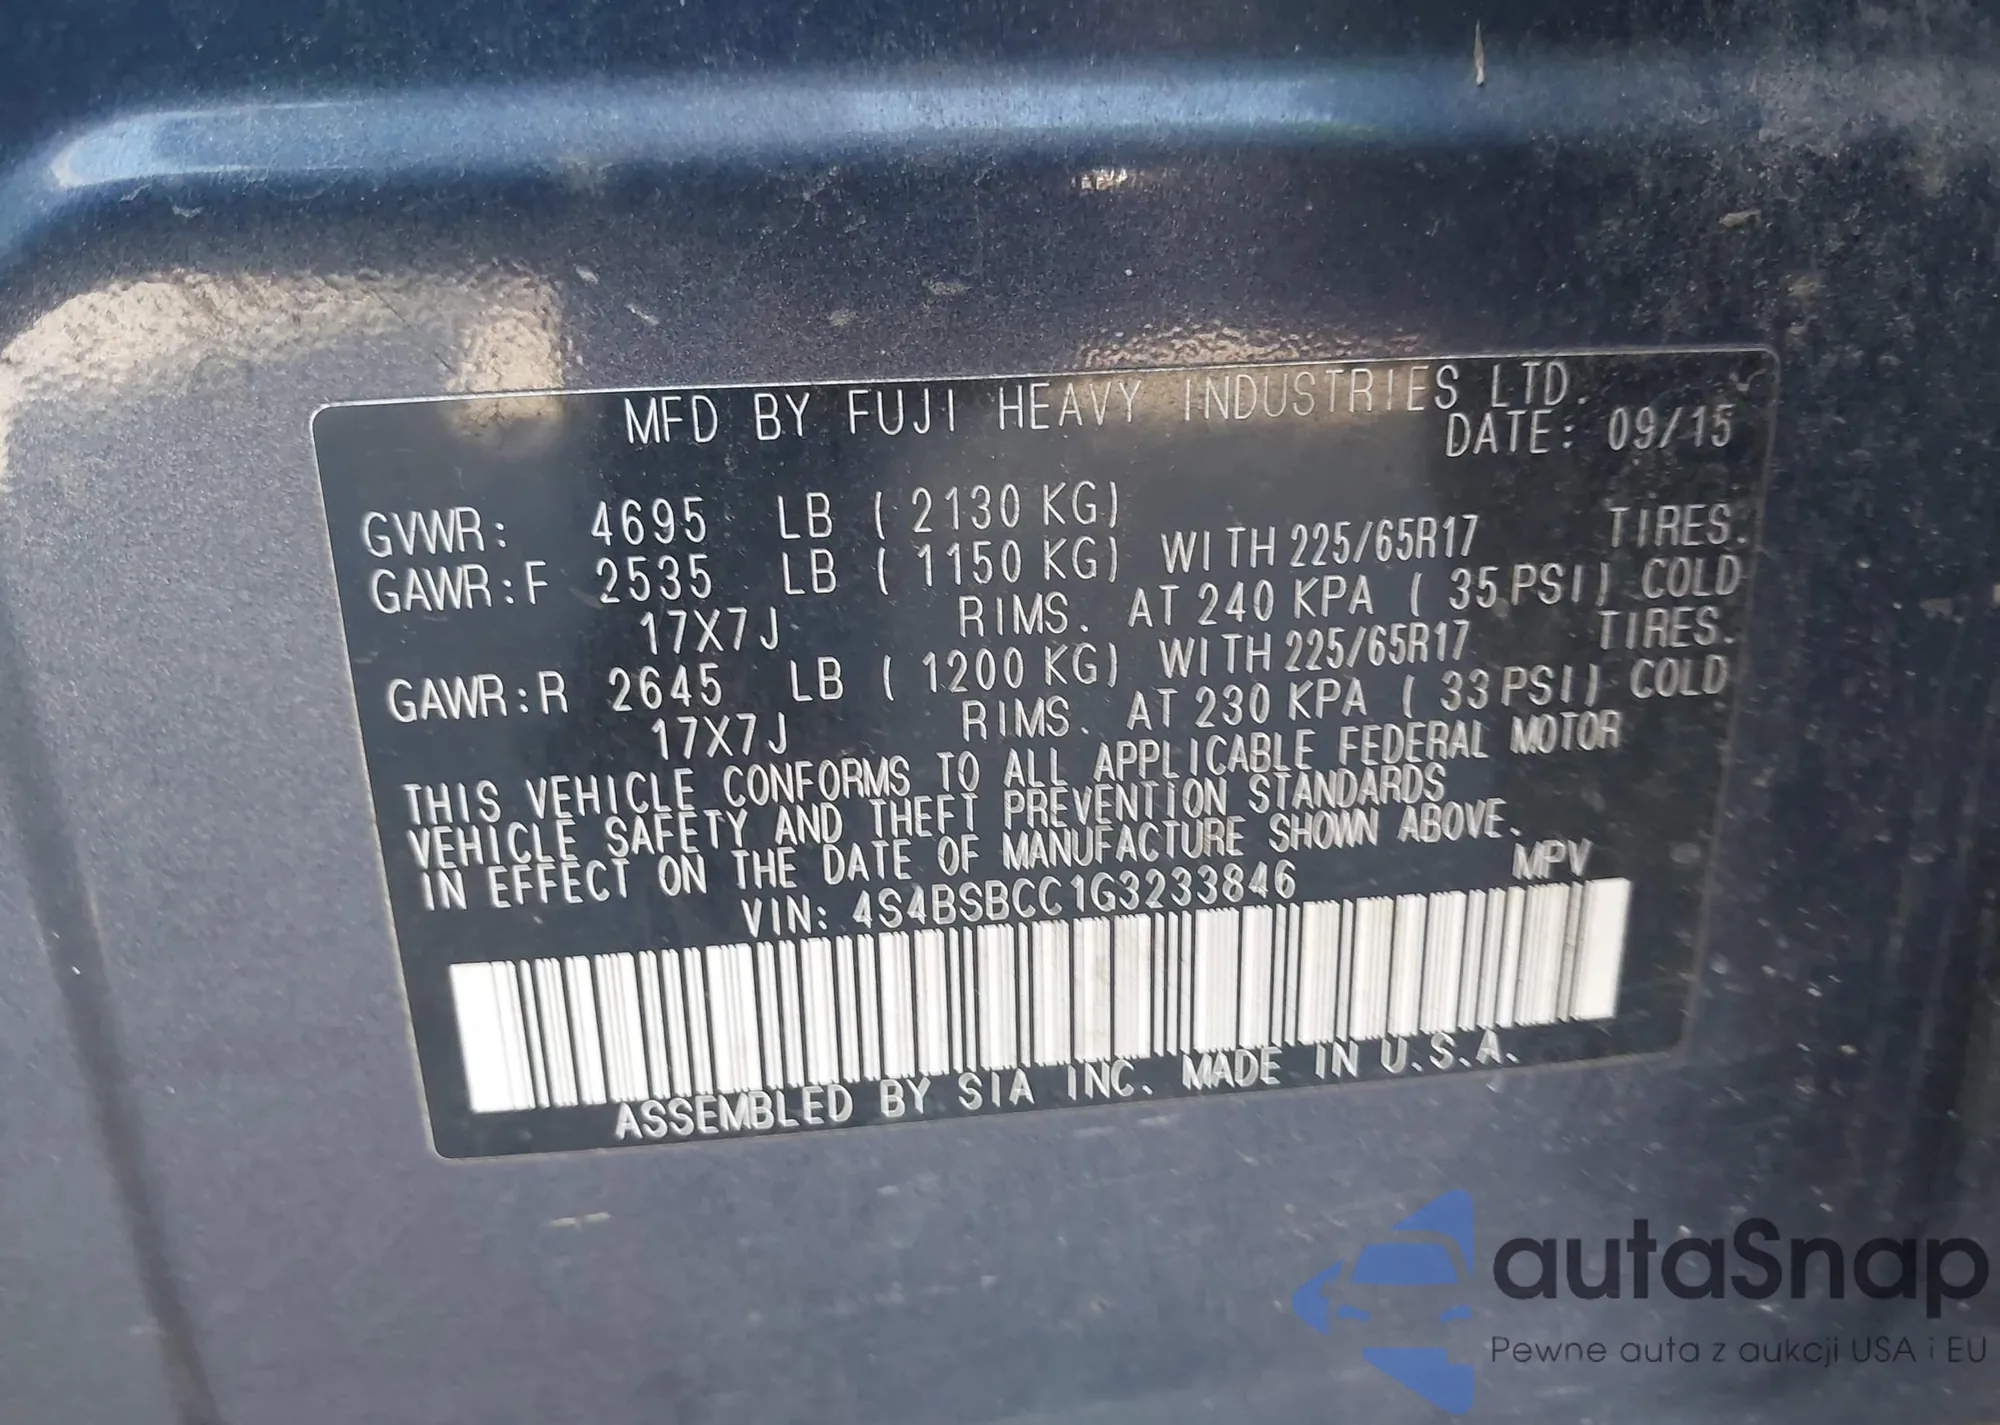 MFD BY FUJI HEAVY INDUSTRIES LTD.
DATE: 09/15
GVWR: 4695 LB ( 2130 KG)
GAWR:F 2535 LB ( 1150 KG) WITH 225/65R17 TIRES.
17X7J RIMS. AT 240 KPA ( 35 PSI) COLD
GAWR:R 2645 LB ( 1200 KG) WITH 225/65R17 TIRES.
17X7J RIMS. AT 230 KPA ( 33 PSI) COLD
THIS VEHICLE CONFORMS TO ALL APPLICABLE FEDERAL MOTOR
VEHICLE SAFETY AND THEFT PREVENTION STANDARDS
IN EFFECT ON THE DATE OF MANUFACTURE SHOWN ABOVE.
VIN: 4S4BSBCC1G3233846 MPV
ASSEMBLED BY SIA INC. MADE IN U.S.A.
autaSnap
Pewne auta z aukcji USA i EU